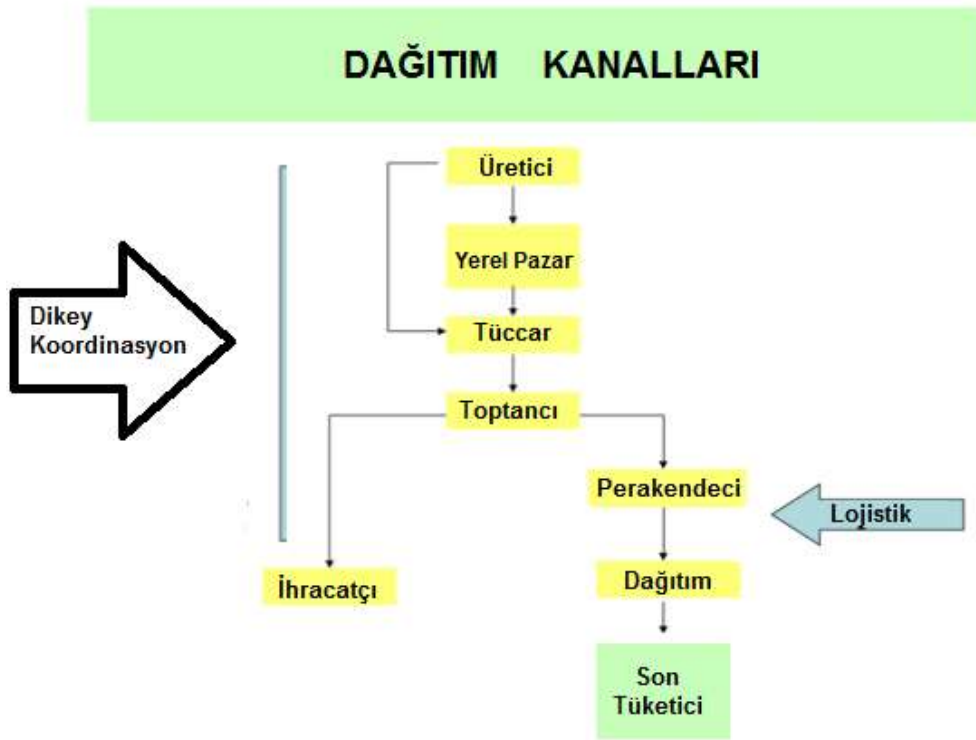 DAĞITIM KANALLARI
Üretici
Yerel Pazar
Dikey
Koordinasyon
Tüccar
Toptancı
Perakendeci
Lojistik
İhracatçı
Dağıtım
Son
Tüketici